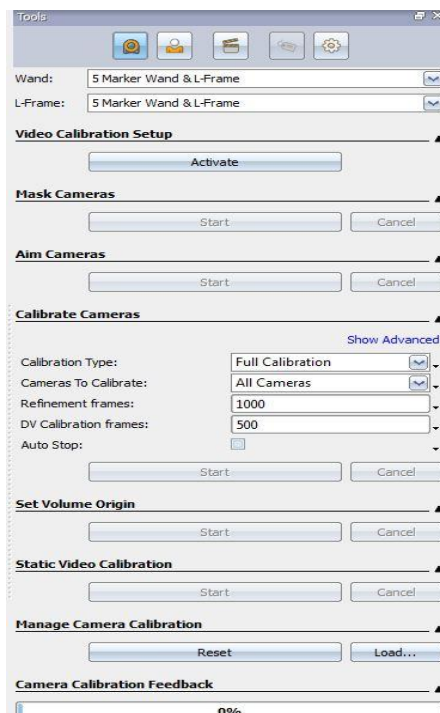 Tools
Wand: 5 Marker Wand & L-Frame
L-Frame: 5 Marker Wand & L-Frame
Video Calibration Setup
Activate
Mask Cameras
Start Cancel
Aim Cameras
Start Cancel
Calibrate Cameras
Show Advanced
Calibration Type: Full Calibration
Cameras To Calibrate: All Cameras
Refinement frames: 1000
DV Calibration frames: 500
Auto Stop:
Start Cancel
Set Volume Origin
Start Cancel
Static Video Calibration
Start Cancel
Manage Camera Calibration
Reset Load...
Camera Calibration Feedback
0%